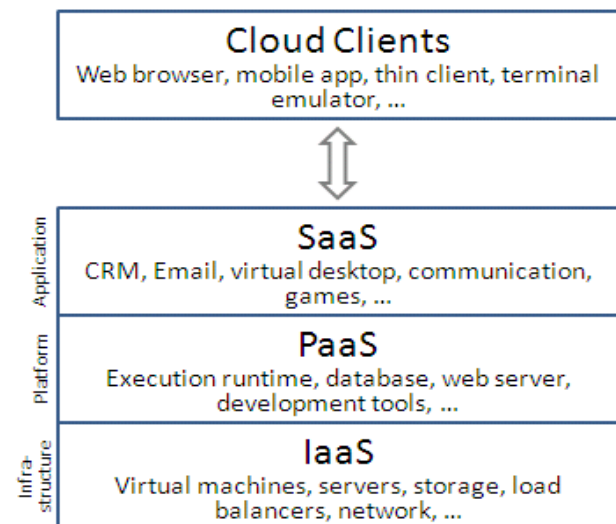 Cloud Clients
Web browser, mobile app, thin client, terminal
emulator, ...
Application
SaaS
CRM, Email, virtual desktop, communication,
games, ...
Platform
PaaS
Execution runtime, database, web server,
development tools, ...
Infra-
structure
IaaS
Virtual machines, servers, storage, load
balancers, network, ...